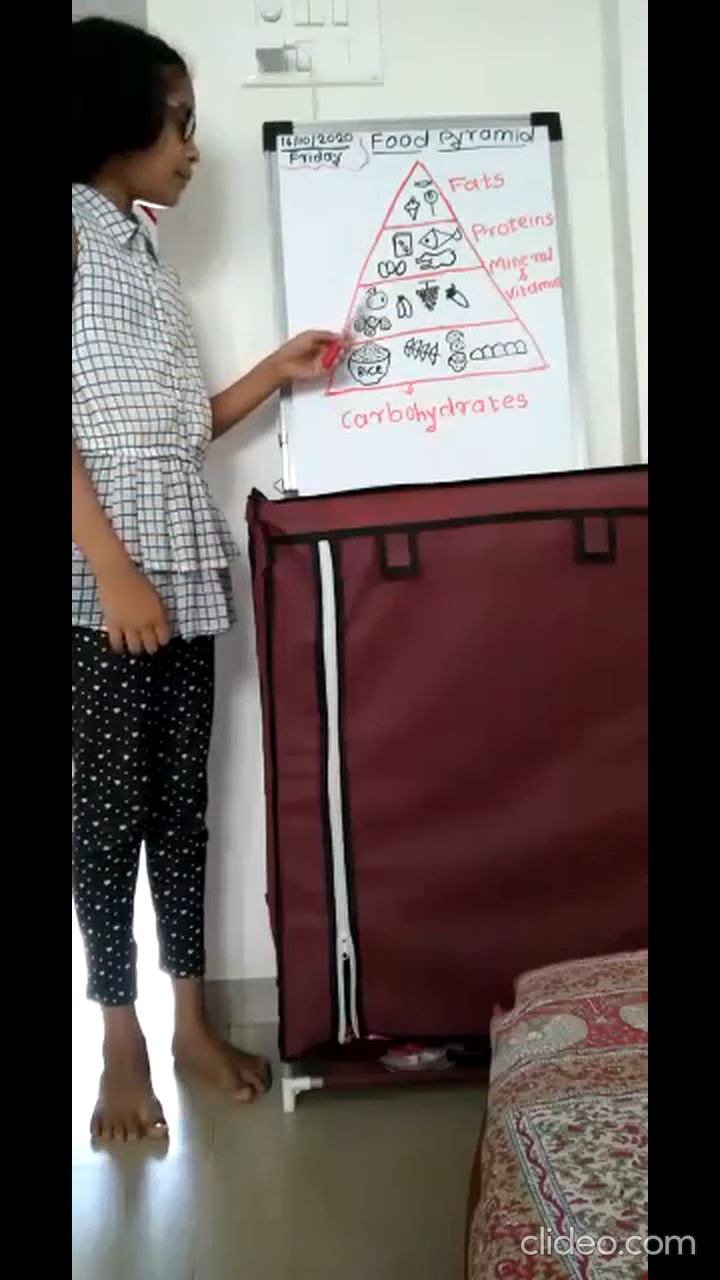 16/10/2020
Friday
Food Pyramid
Fats
Proteins
Mineral
&
Vitamin
RICE
Carbohydrates
clideo.com